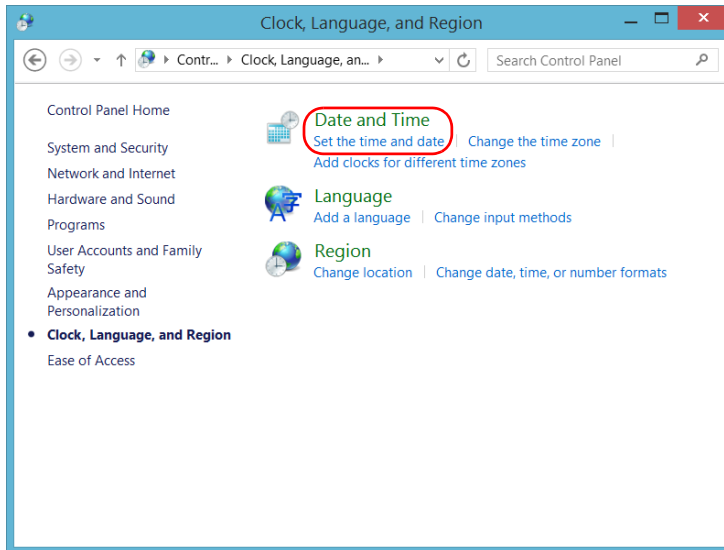 Clock, Language, and Region
Contr... Clock, Language, an...
Search Control Panel
Control Panel Home
System and Security
Network and Internet
Hardware and Sound
Programs
User Accounts and Family
Safety
Appearance and
Personalization
Clock, Language, and Region
Ease of Access
Date and Time
Set the time and date Change the time zone
Add clocks for different time zones
Language
Add a language Change input methods
Region
Change location Change date, time, or number formats